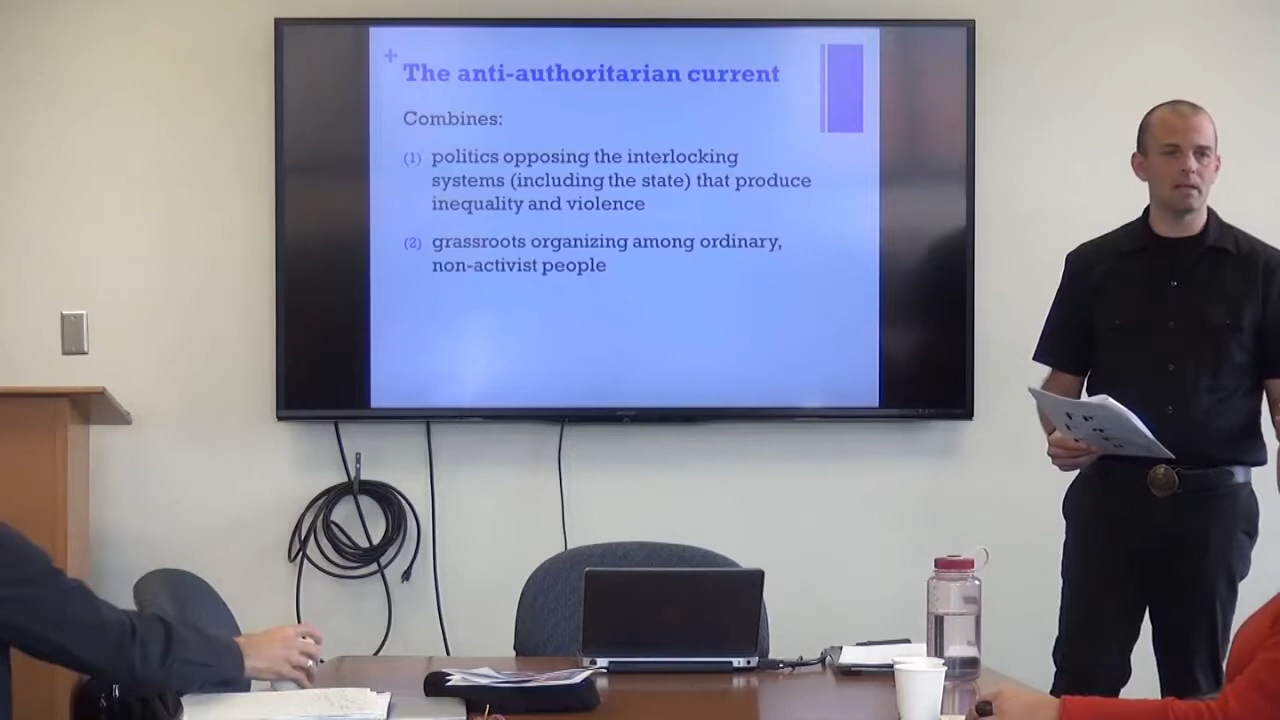 +
The anti-authoritarian current
Combines:
(1) politics opposing the interlocking
systems (including the state) that produce
inequality and violence
(2) grassroots organizing among ordinary,
non-activist people